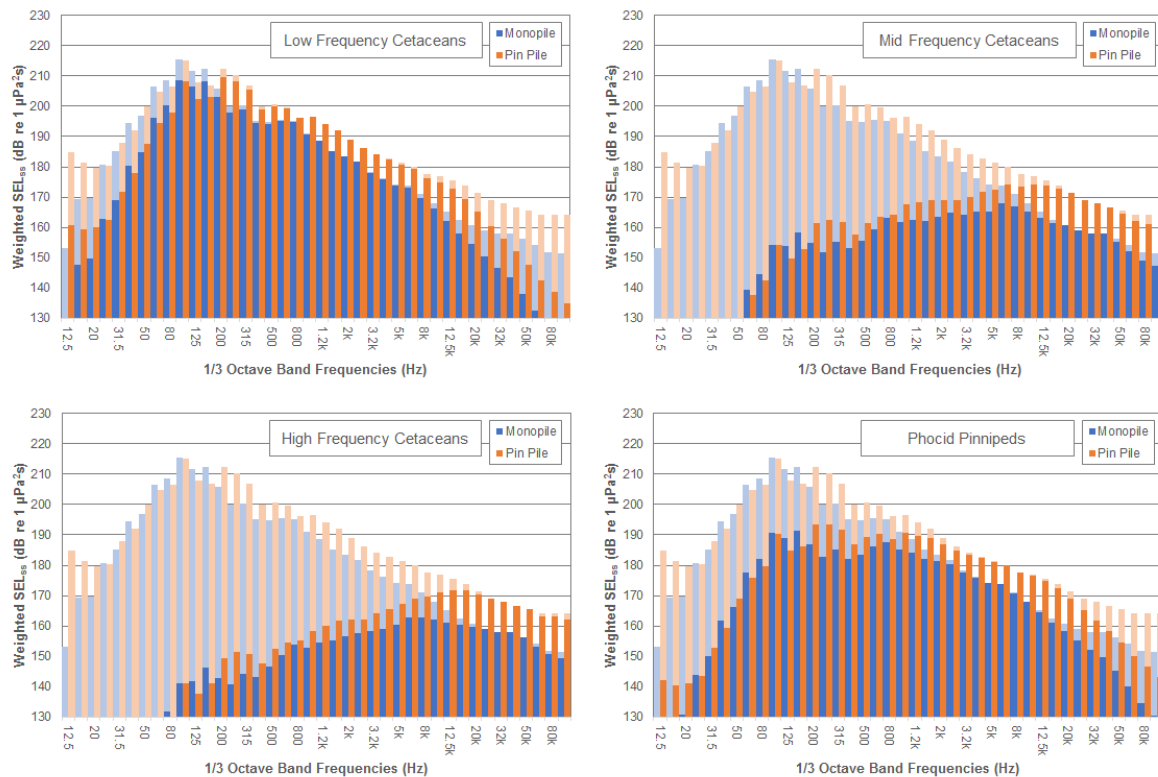 Low Frequency Cetaceans
Monopile
Pin Pile
Weighted SELss (dB re 1 µPa²s)
230
220
210
200
190
180
170
160
150
140
130
12.5
20
31.5
50
80
125
200
315
500
800
1.2k
2k
3.2k
5k
8k
12.5k
20k
32k
50k
80k
1/3 Octave Band Frequencies (Hz)
Mid Frequency Cetaceans
Monopile
Pin Pile
Weighted SELss (dB re 1 µPa²s)
230
220
210
200
190
180
170
160
150
140
130
12.5
20
31.5
50
80
125
200
315
500
800
1.2k
2k
3.2k
5k
8k
12.5k
20k
32k
50k
80k
1/3 Octave Band Frequencies (Hz)
High Frequency Cetaceans
Monopile
Pin Pile
Weighted SELss (dB re 1 µPa²s)
230
220
210
200
190
180
170
160
150
140
130
12.5
20
31.5
50
80
125
200
315
500
800
1.2k
2k
3.2k
5k
8k
12.5k
20k
32k
50k
80k
1/3 Octave Band Frequencies (Hz)
Phocid Pinnipeds
Monopile
Pin Pile
Weighted SELss (dB re 1 µPa²s)
230
220
210
200
190
180
170
160
150
140
130
12.5
20
31.5
50
80
125
200
315
500
800
1.2k
2k
3.2k
5k
8k
12.5k
20k
32k
50k
80k
1/3 Octave Band Frequencies (Hz)